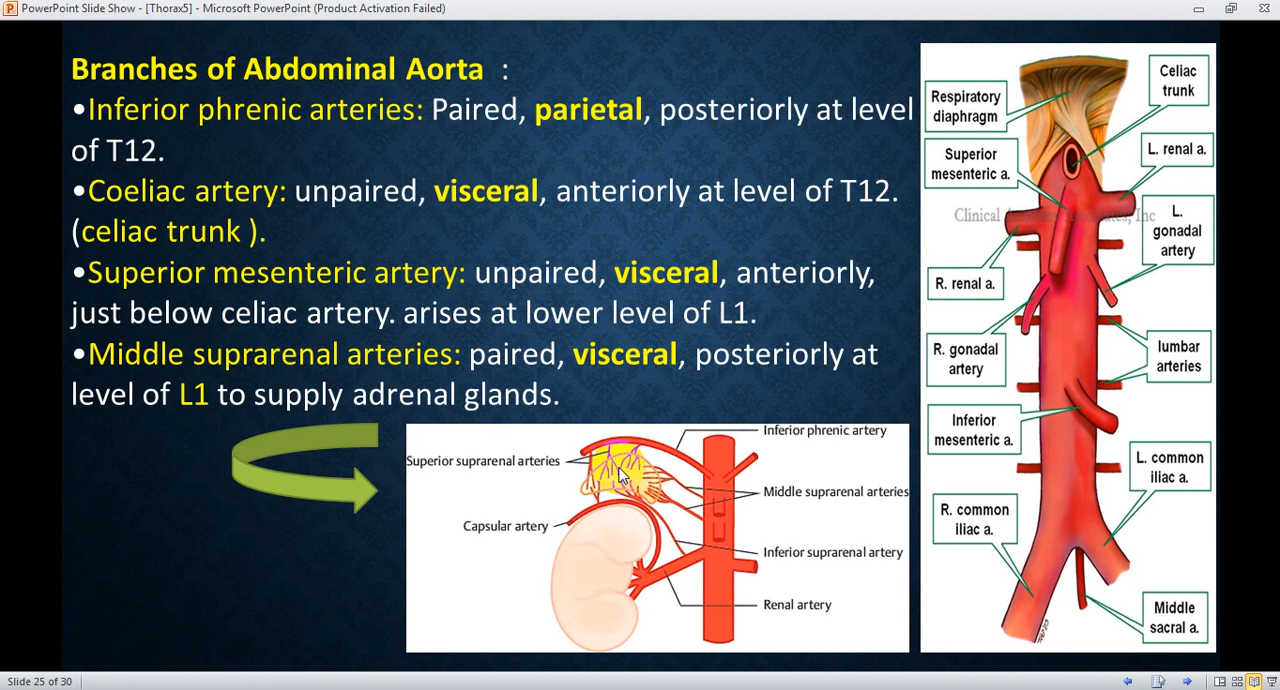 PowerPoint Slide Show - [Thorax5] - Microsoft PowerPoint (Product Activation Failed)
Branches of Abdominal Aorta :
•Inferior phrenic arteries: Paired, parietal, posteriorly at level
of T12.
•Coeliac artery: unpaired, visceral, anteriorly at level of T12.
(celiac trunk ).
•Superior mesenteric artery: unpaired, visceral, anteriorly,
just below celiac artery. arises at lower level of L1.
•Middle suprarenal arteries: paired, visceral, posteriorly at
level of L1 to supply adrenal glands.
Inferior phrenic artery
Superior suprarenal arteries
Middle suprarenal arteries
Capsular artery
Inferior suprarenal artery
Renal artery
Celiac
trunk
Respiratory
diaphragm
L. renal a.
Superior
mesenteric a.
Clinical
Inc
L.
gonadal
artery
R. renal a.
R. gonadal
artery
lumbar
arteries
Inferior
mesenteric a.
L. common
iliac a.
R. common
iliac a.
Middle
sacral a.
Slide 25 of 30